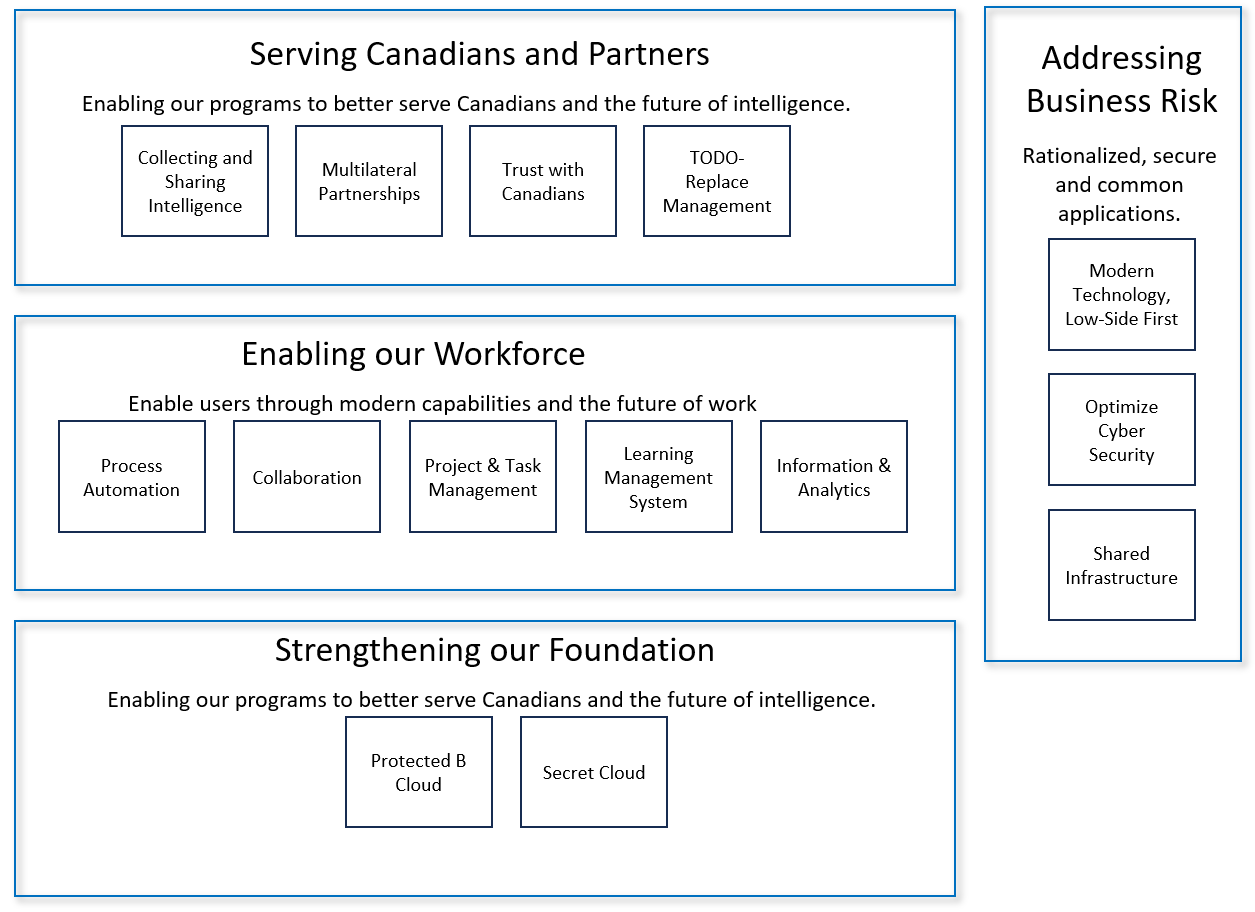 Serving Canadians and Partners
Enabling our programs to better serve Canadians and the future of intelligence.
Collecting and
Sharing
Intelligence
Multilateral
Partnerships
Trust with
Canadians
TODO-
Replace
Management
Enabling our Workforce
Enable users through modern capabilities and the future of work
Process
Automation
Collaboration
Project & Task
Management
Learning
Management
System
Information &
Analytics
Strengthening our Foundation
Enabling our programs to better serve Canadians and the future of intelligence.
Protected B
Cloud
Secret Cloud
Addressing
Business Risk
Rationalized, secure
and common
applications.
Modern
Technology,
Low-Side First
Optimize
Cyber
Security
Shared
Infrastructure